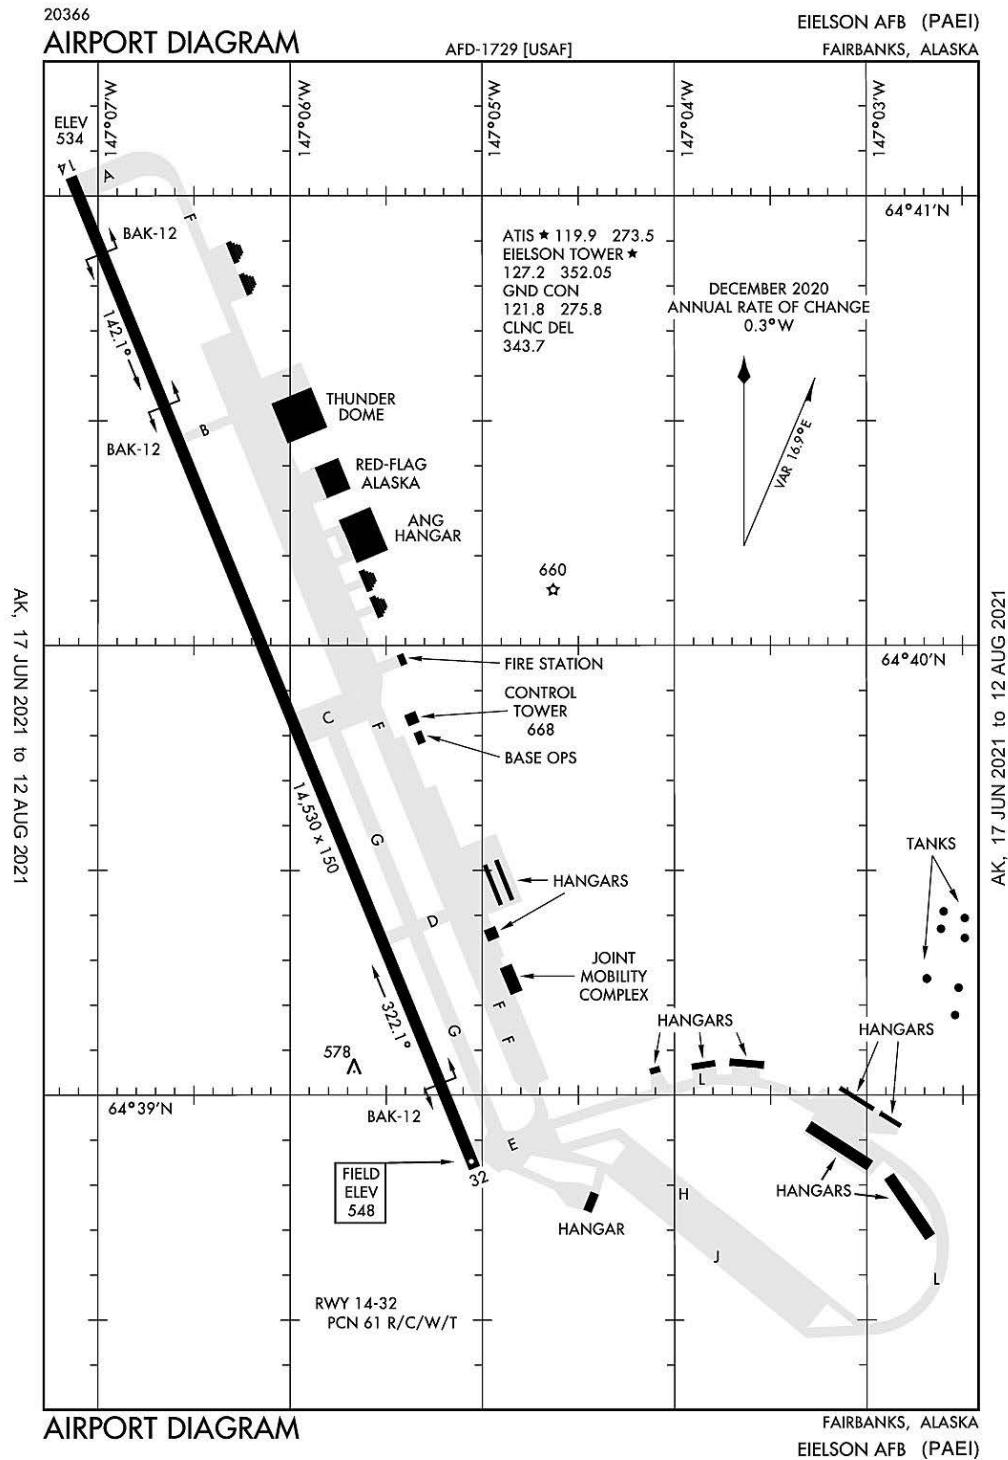 20366
AIRPORT DIAGRAM
AFD-1729 [USAF]
EIELSON AFB (PAEI)
FAIRBANKS, ALASKA
147°07'W
147°06'W
147°05'W
147°04'W
147°03'W
ELEV
534
14
A
F
64°41'N
BAK-12
ATIS ★ 119.9 273.5
EIELSON TOWER ★
127.2 352.05
GND CON
121.8 275.8
CLNC DEL
343.7
DECEMBER 2020
ANNUAL RATE OF CHANGE
0.3°W
VAR 16.9°E
142.1°
BAK-12
B
THUNDER
DOME
RED-FLAG
ALASKA
ANG
HANGAR
660
AK, 17 JUN 2021 to 12 AUG 2021
AK, 17 JUN 2021 to 12 AUG 2021
64°40'N
FIRE STATION
CONTROL
TOWER
668
BASE OPS
C
F
14,530 x 150
G
TANKS
HANGARS
D
JOINT
MOBILITY
COMPLEX
F
F
G
322.1°
578
HANGARS
HANGARS
L
64°39'N
BAK-12
E
32
FIELD
ELEV
548
HANGAR
H
HANGARS
J
L
RWY 14-32
PCN 61 R/C/W/T
AIRPORT DIAGRAM
FAIRBANKS, ALASKA
EIELSON AFB (PAEI)